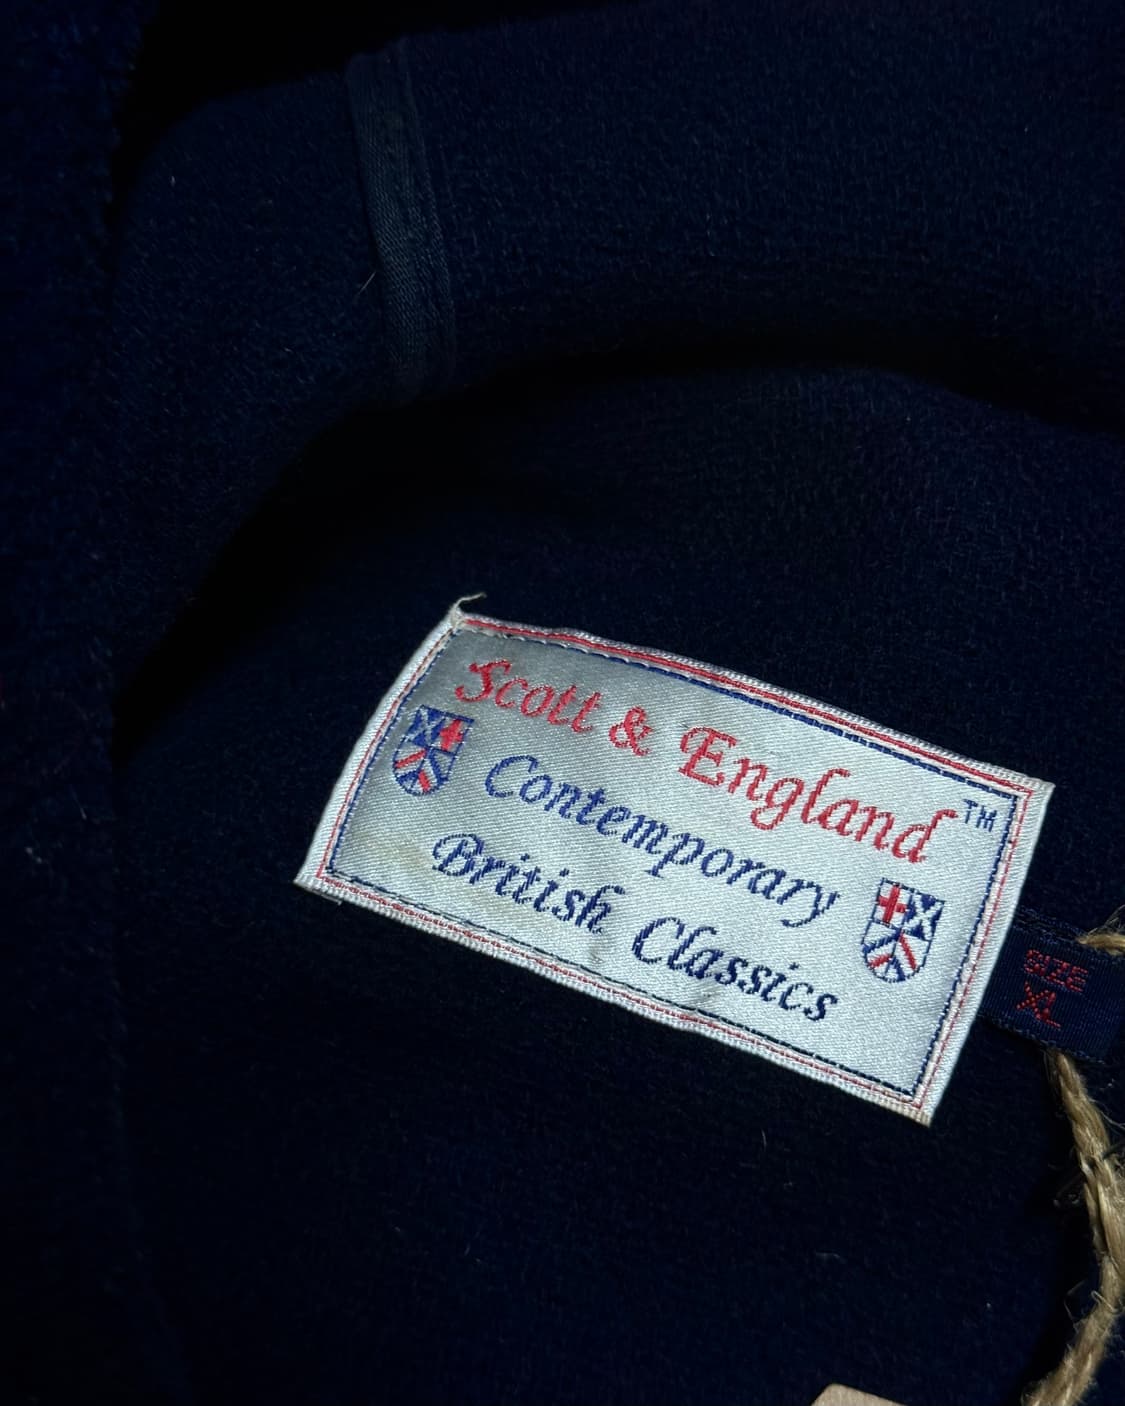 Scott & England™
Contemporary
British Classics
SIZE
XL